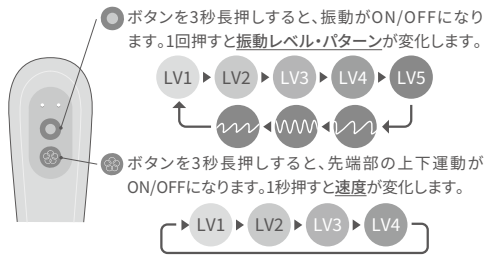 ボタンを3秒長押しすると、振動がON/OFFになり
ます。1回押すと振動レベル・パターンが変化します。
LV1 LV2 LV3 LV4 LV5
ボタンを3秒長押しすると、先端部の上下運動が
ON/OFFになります。1秒押すと速度が変化します。
LV1 LV2 LV3 LV4